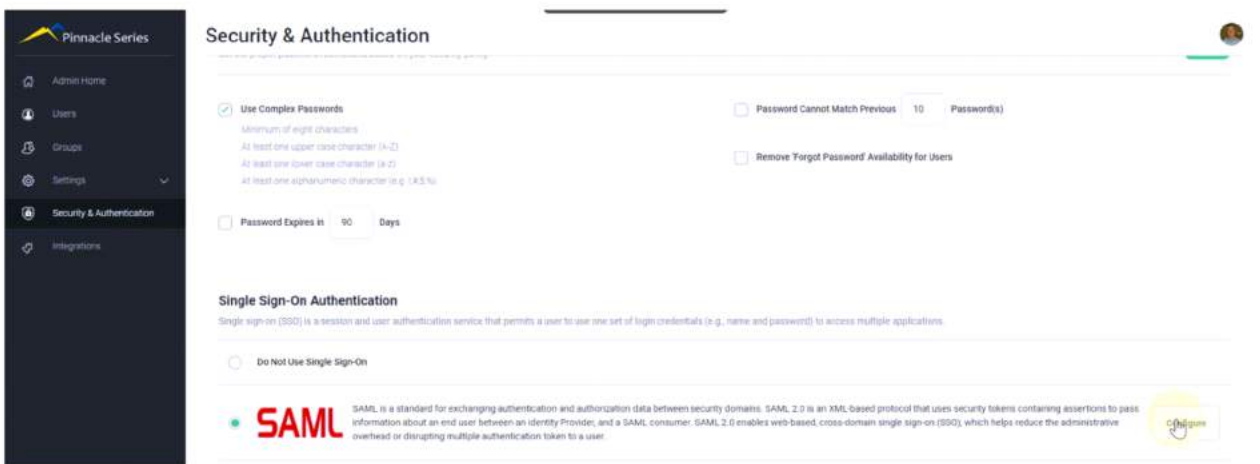 Pinnacle Series
Security & Authentication
Admin Home
Users
Groups
Settings
Security & Authentication
Integrations
Use Complex Passwords
Minimum of eight characters
At least one upper case character (A-Z)
At least one lower case character (a-z)
At least one alphanumeric character (e.g.
Password Expires in 90 Days
Password Cannot Match Previous 10 Password(s)
Remove 'Forgot Password' Availability for Users
Single Sign-On Authentication
Single sign-on (SSO) is a session and user authentication service that permits a user to use one set of login credentials (e.g., name and password) to access multiple applications.
Do Not Use Single Sign-On
SAML
SAML is a standard for exchanging authentication and authorization data between security domains. SAML 2.0 is an XML-based protocol that uses security tokens containing assertions to pass
information about an end user between an Identity Provider, and a SAML consumer. SAML 2.0 enables web-based, cross-domain single sign-on (SSO), which helps reduce the administrative
overhead or disrupting multiple authentication token to a user.
Configure